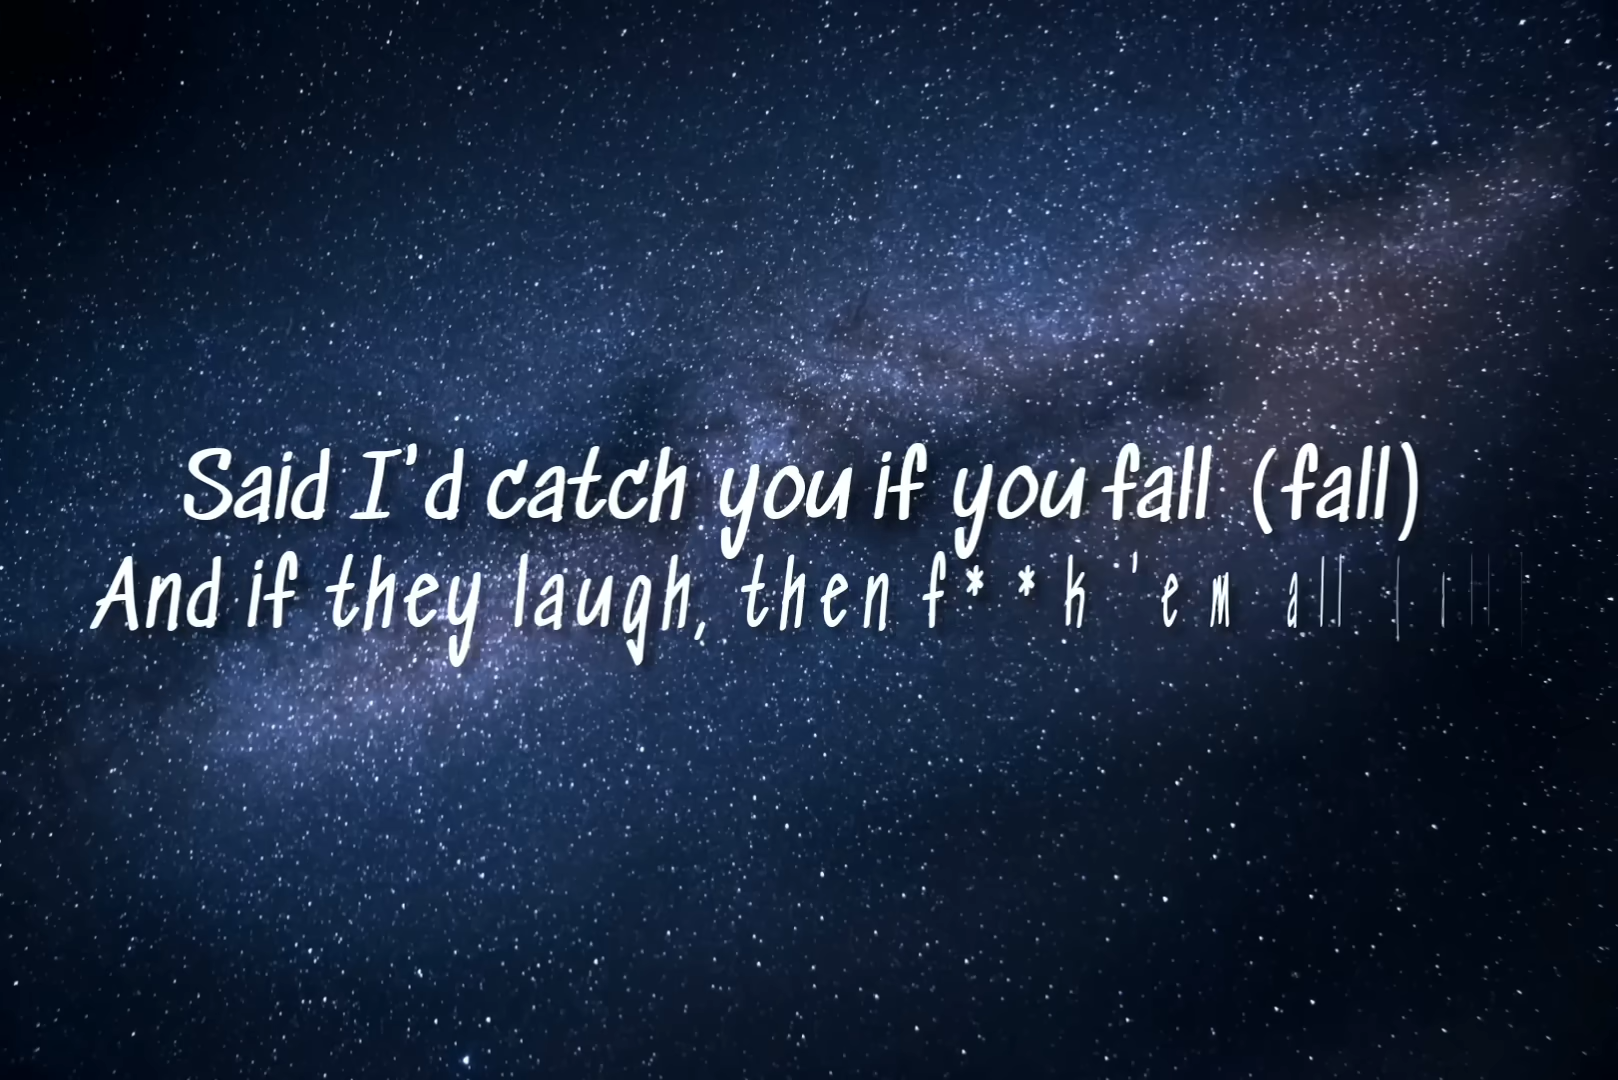 Said I'd catch you if you fall (fall)
And if they laugh, then f**k 'em all